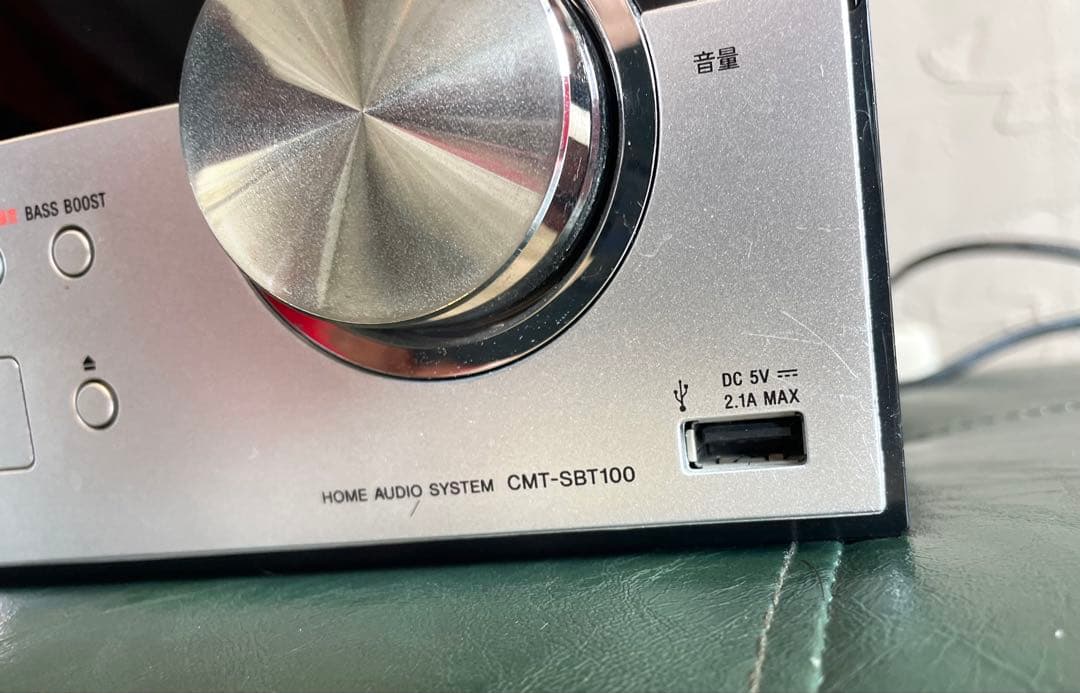 音量
BASS BOOST
DC 5V
2.1A MAX
HOME AUDIO SYSTEM CMT-SBT100